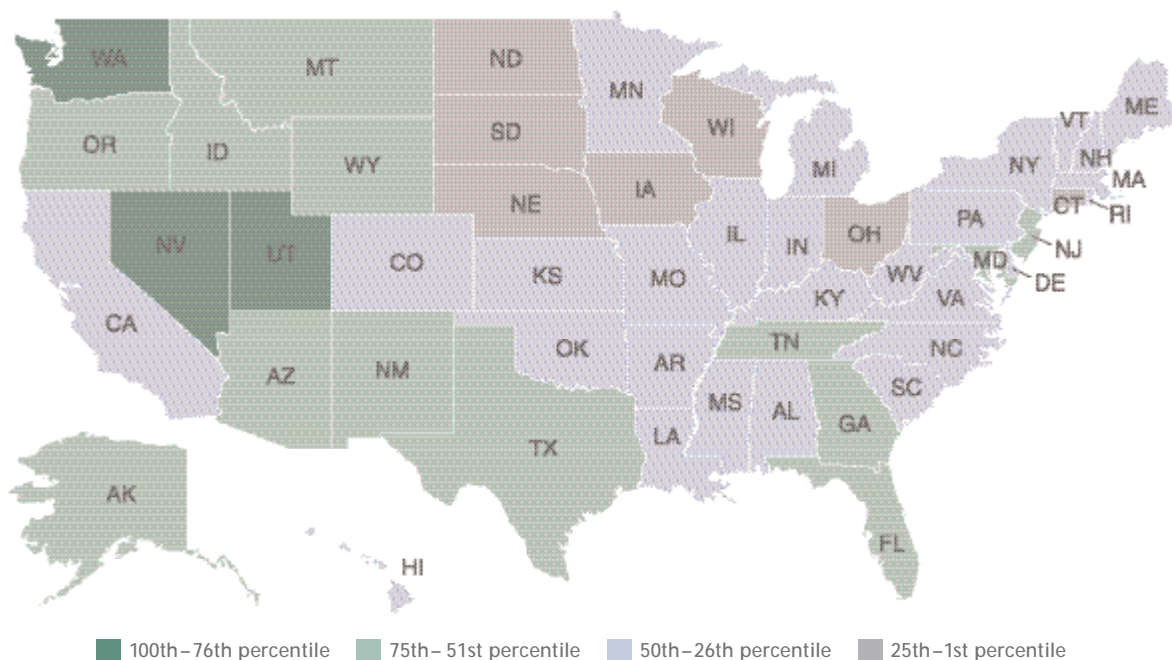 WA
MT
ND
MN
ME
VT
OR
ID
SD
WI
NH
WY
MI
NY
MA
NE
IA
CT
RI
PA
NV
UT
IL
IN
OH
NJ
CO
MD
KS
MO
WV
DE
KY
VA
CA
TN
NC
OK
AR
AZ
NM
SC
MS
AL
GA
TX
LA
AK
FL
HI
100th–76th percentile
75th–51st percentile
50th–26th percentile
25th–1st percentile